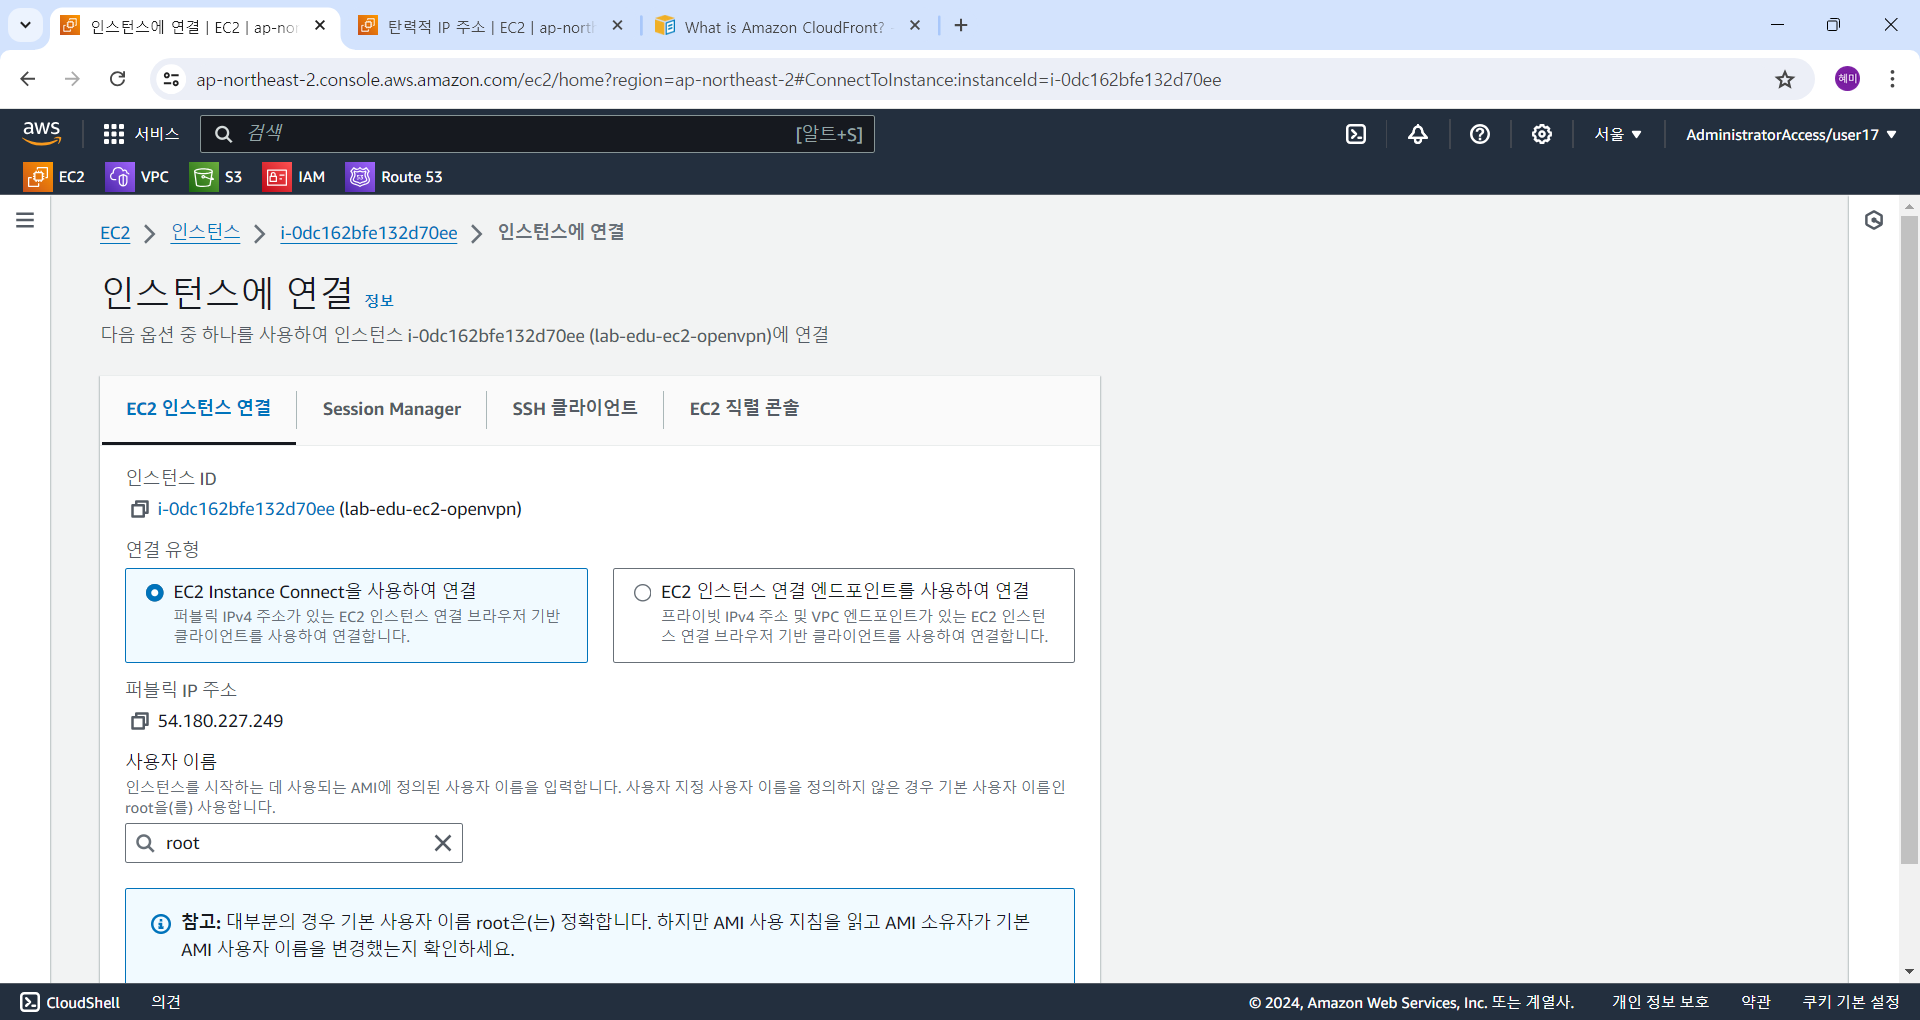 인스턴스에 연결 | EC2 | ap-nor
탄력적 IP 주소 | EC2 | ap-north
What is Amazon CloudFront?
ap-northeast-2.console.aws.amazon.com/ec2/home?region=ap-northeast-2#ConnectToInstance:instanceId=i-0dc162bfe132d70ee
혜미
aws
서비스
검색
[알트+S]
서울
AdministratorAccess/user17
EC2
VPC
S3
IAM
Route 53
EC2
인스턴스
i-0dc162bfe132d70ee
인스턴스에 연결
인스턴스에 연결 정보
다음 옵션 중 하나를 사용하여 인스턴스 i-0dc162bfe132d70ee (lab-edu-ec2-openvpn)에 연결
EC2 인스턴스 연결
Session Manager
SSH 클라이언트
EC2 직렬 콘솔
인스턴스 ID
i-0dc162bfe132d70ee (lab-edu-ec2-openvpn)
연결 유형
EC2 Instance Connect을 사용하여 연결
퍼블릭 IPv4 주소가 있는 EC2 인스턴스 연결 브라우저 기반
클라이언트를 사용하여 연결합니다.
EC2 인스턴스 연결 엔드포인트를 사용하여 연결
프라이빗 IPv4 주소 및 VPC 엔드포인트가 있는 EC2 인스턴
스 연결 브라우저 기반 클라이언트를 사용하여 연결합니다.
퍼블릭 IP 주소
54.180.227.249
사용자 이름
인스턴스를 시작하는 데 사용되는 AMI에 정의된 사용자 이름을 입력합니다. 사용자 지정 사용자 이름을 정의하지 않은 경우 기본 사용자 이름인
root을(를) 사용합니다.
root
참고: 대부분의 경우 기본 사용자 이름 root은(는) 정확합니다. 하지만 AMI 사용 지침을 읽고 AMI 소유자가 기본
AMI 사용자 이름을 변경했는지 확인하세요.
CloudShell
의견
© 2024, Amazon Web Services, Inc. 또는 계열사.
개인 정보 보호
약관
쿠키 기본 설정